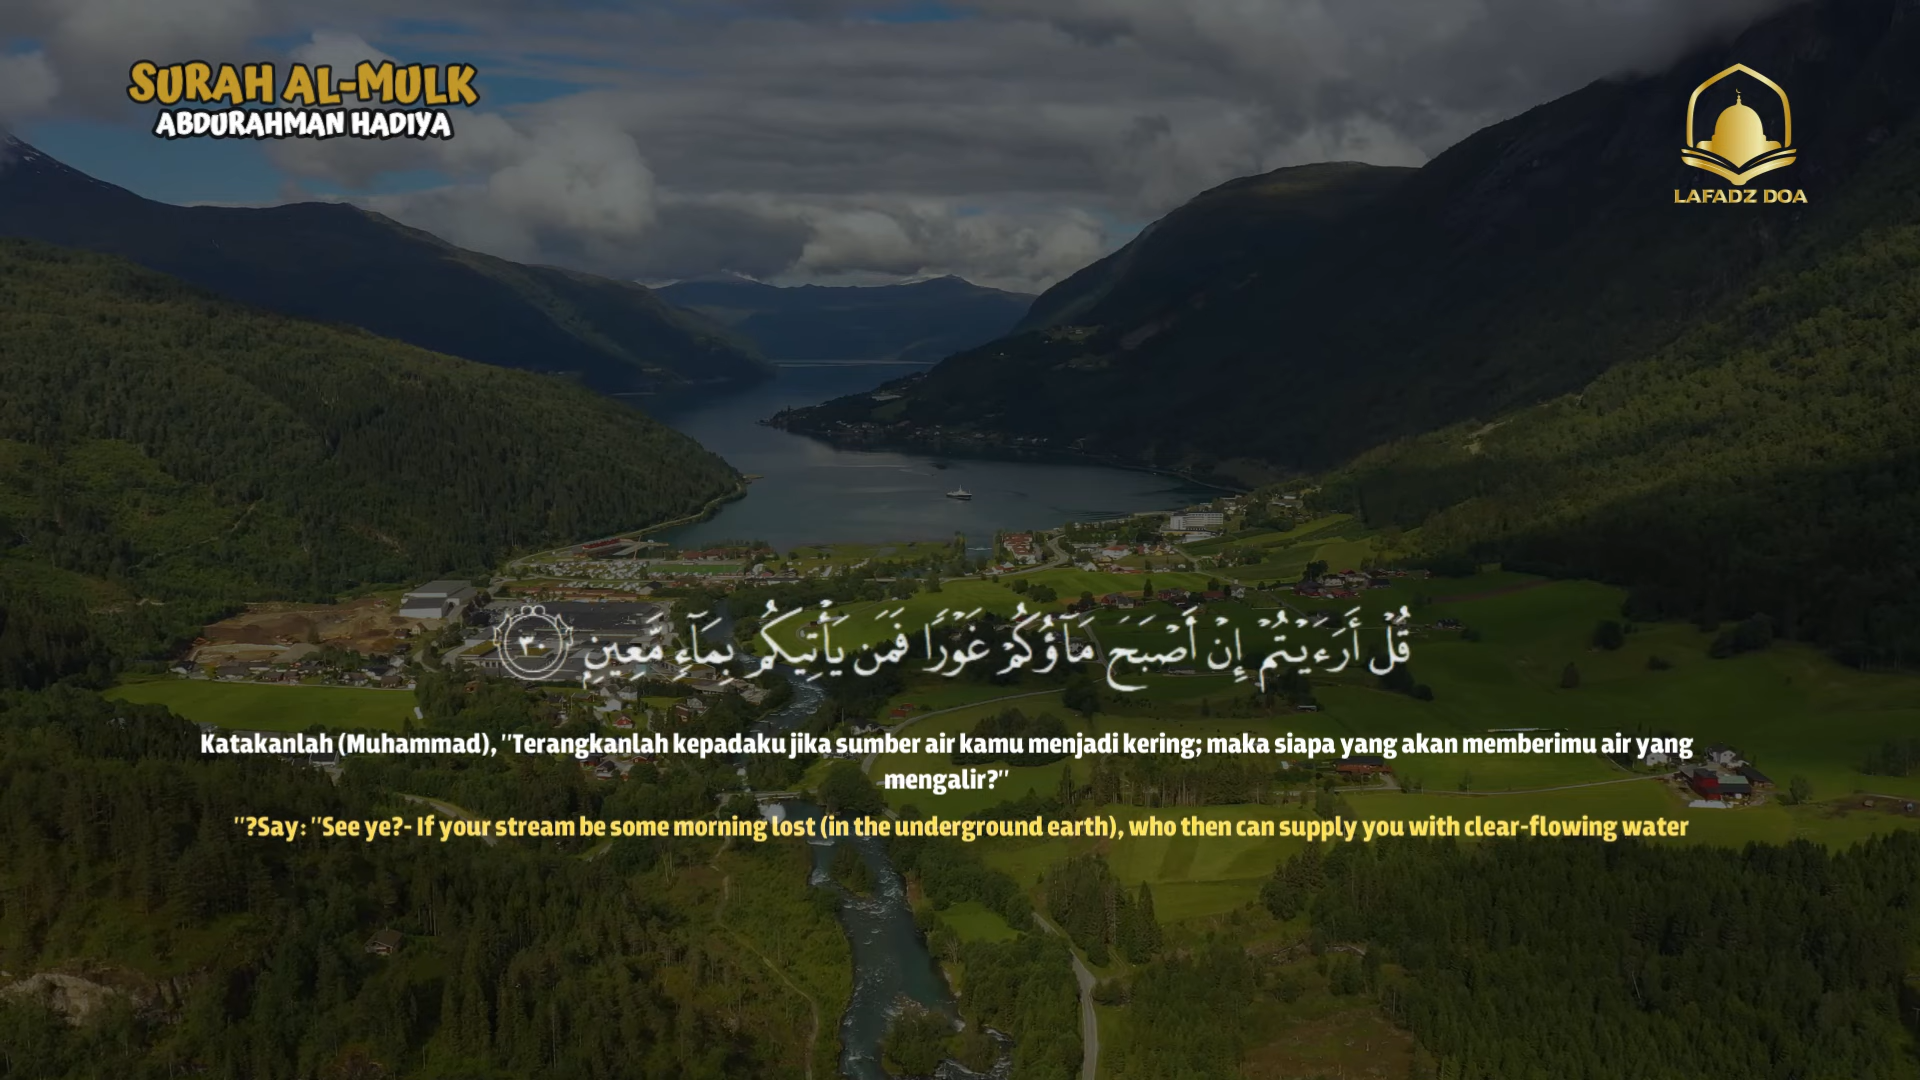 SURAH AL-MULK
ABDURAHMAN HADIYA
LAFADZ DOA
قُلْ أَرَءَيْتُمْ إِنْ أَصْبَحَ مَآؤُكُمْ غَوْرًا فَمَن يَأْتِيكُم بِمَآءٍ مَّعِينٍۭ ٣٠
Katakanlah (Muhammad), "Terangkanlah kepadaku jika sumber air kamu menjadi kering; maka siapa yang akan memberimu air yang
mengalir?"
"?Say: "See ye?- If your stream be some morning lost (in the underground earth), who then can supply you with clear-flowing water